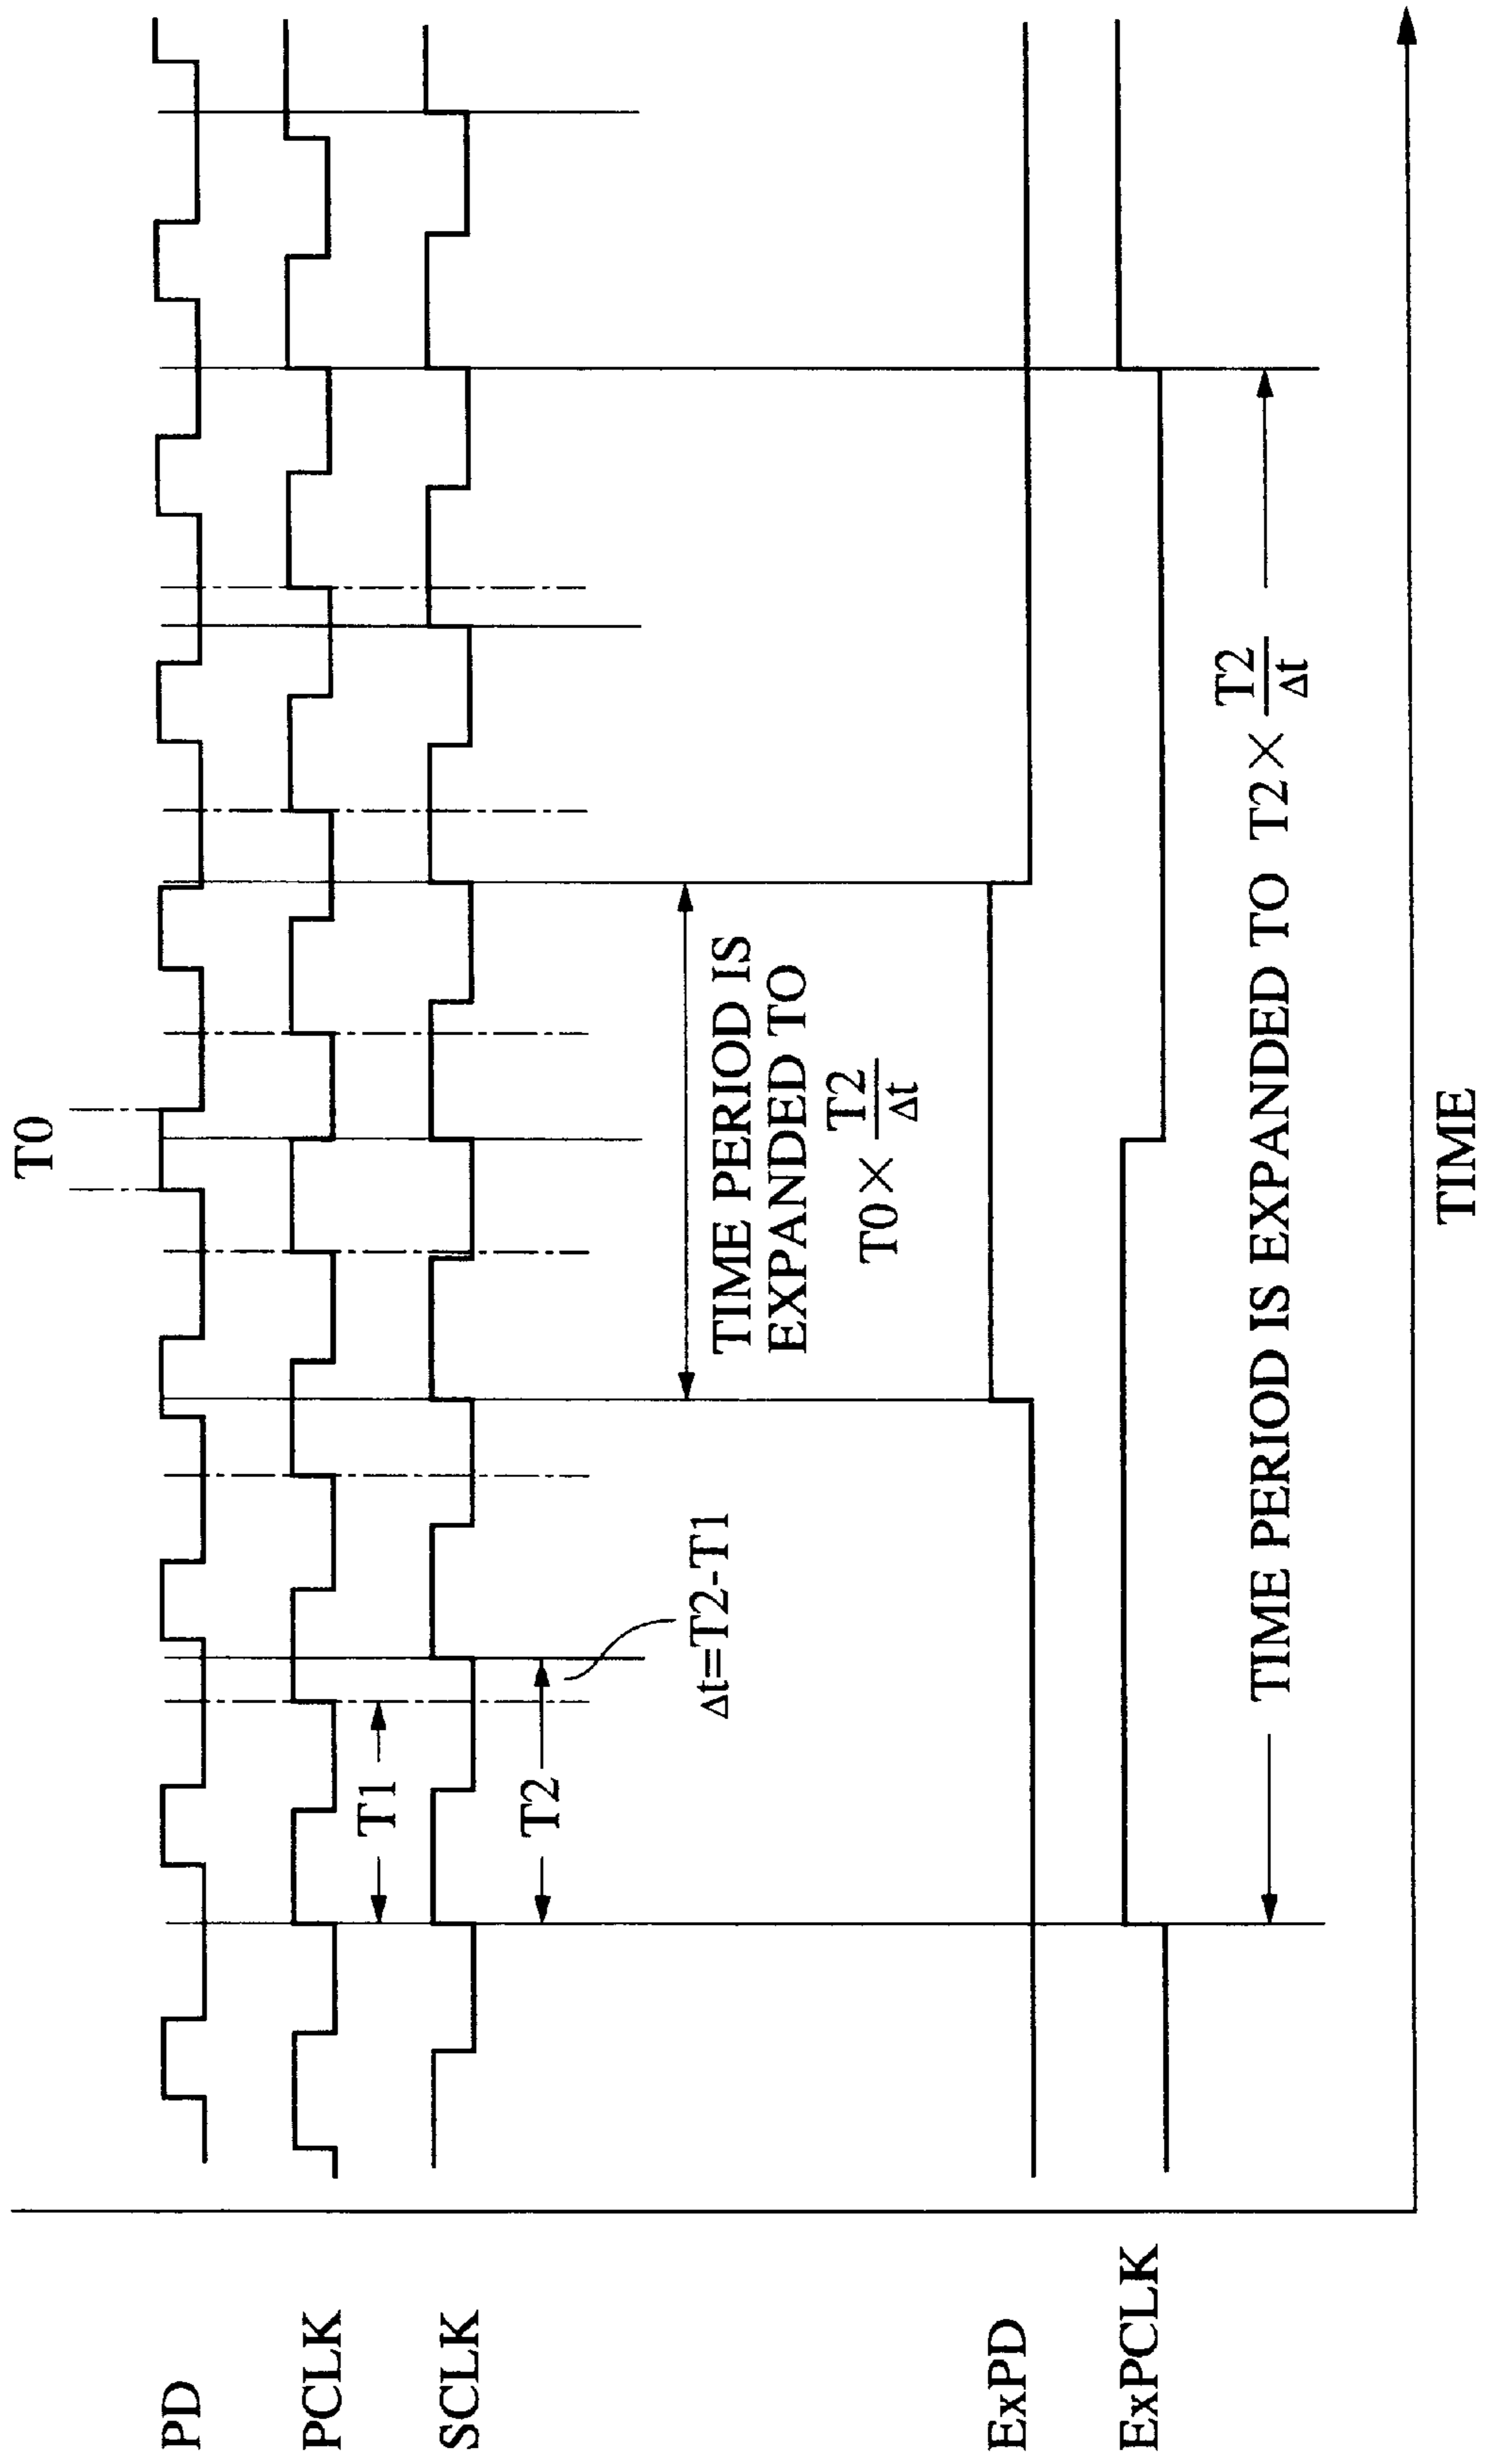 T0
PD
PCLK
T1
SCLK
T2
Δt=T2-T1
TIME PERIOD IS
EXPANDED TO
T0 × T2/Δt
ExPD
ExPCLK
TIME PERIOD IS EXPANDED TO T2 × T2/Δt
TIME